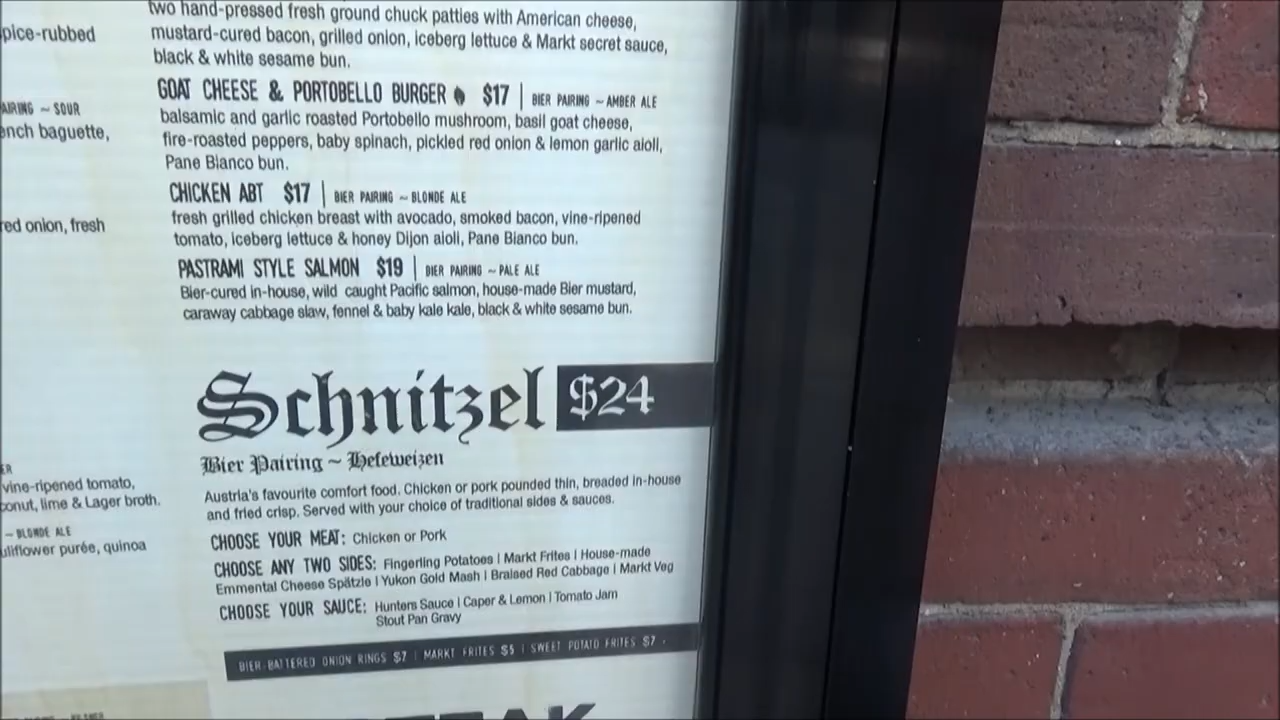 two hand-pressed fresh ground chuck patties with American cheese,
mustard-cured bacon, grilled onion, iceberg lettuce & Markt secret sauce,
black & white sesame bun.
GOAT CHEESE & PORTOBELLO BURGER $17 | BIER PAIRING ~ AMBER ALE
balsamic and garlic roasted Portobello mushroom, basil goat cheese,
fire-roasted peppers, baby spinach, pickled red onion & lemon garlic aioli,
Pane Bianco bun.
CHICKEN ABT $17 | BIER PAIRING ~ BLONDE ALE
fresh grilled chicken breast with avocado, smoked bacon, vine-ripened
tomato, iceberg lettuce & honey Dijon aioli, Pane Bianco bun.
PASTRAMI STYLE SALMON $19 | BIER PAIRING ~ PALE ALE
Bier-cured in-house, wild caught Pacific salmon, house-made Bier mustard,
caraway cabbage slaw, fennel & baby kale kale, black & white sesame bun.
Schnitzel $24
Bier Pairing ~ Hefeweizen
Austria's favourite comfort food. Chicken or pork pounded thin, breaded in-house
and fried crisp. Served with your choice of traditional sides & sauces.
CHOOSE YOUR MEAT: Chicken or Pork
CHOOSE ANY TWO SIDES: Fingerling Potatoes | Markt Frites | House-made
Emmental Cheese Spätzle | Yukon Gold Mash | Braised Red Cabbage | Markt Veg
CHOOSE YOUR SAUCE: Hunters Sauce | Caper & Lemon | Tomato Jam
Stout Pan Gravy
BIER-BATTERED ONION RINGS $7 | MARKT FRITES $5 | SWEET POTATO FRITES $7
pice-rubbed
AIRING ~ SOUR
ench baguette,
red onion, fresh
ER
vine-ripened tomato,
conut, lime & Lager broth.
~ BLONDE ALE
uliflower purée, quinoa